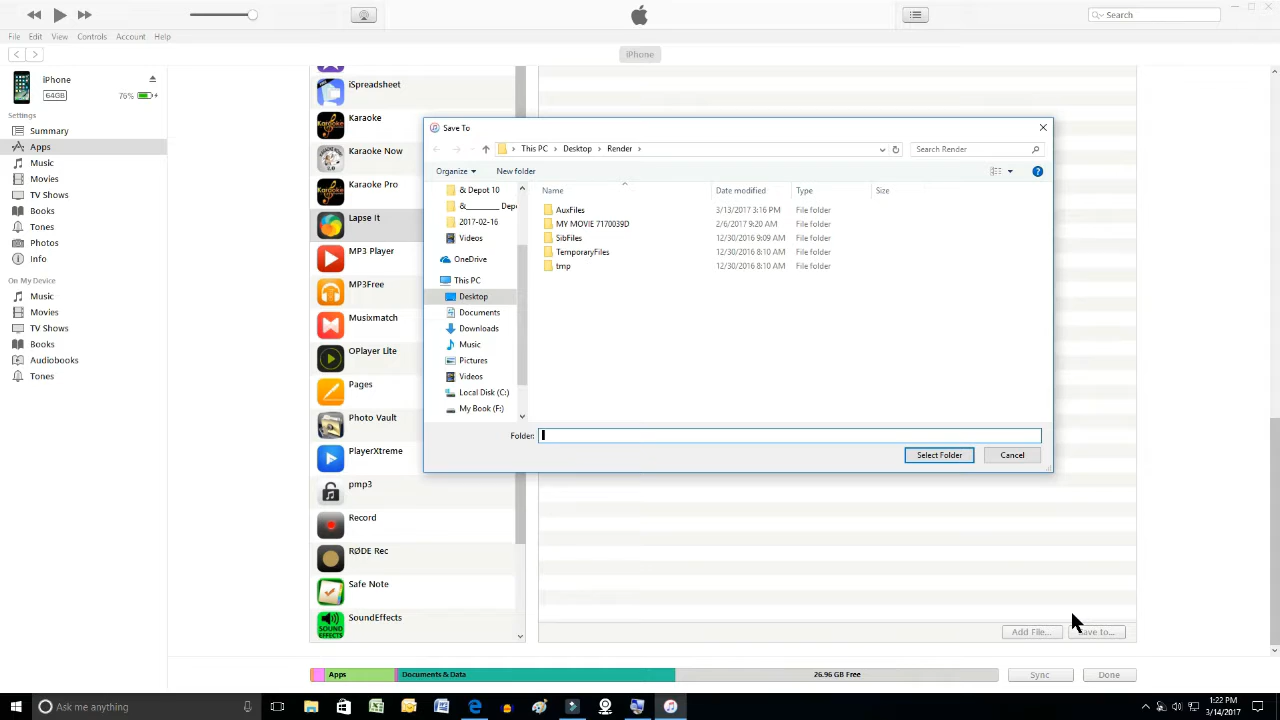 Search
File Edit View Controls Account Help
iPhone
iPhone
64GB 76%
Settings
Summary
Apps
Music
Movies
TV Shows
Books
Tones
Photos
Info
On My Device
Music
Movies
TV Shows
Books
Audiobooks
Tones
iSpreadsheet
Karaoke
Karaoke Now
Karaoke Pro
Lapse It
MP3 Player
MP3Free
Musixmatch
OPlayer Lite
Pages
Photo Vault
PlayerXtreme
pmp3
Record
RØDE Rec
Safe Note
SOUND EFFECTS
SoundEffects
Save To
This PC > Desktop > Render >
Search Render
Organize New folder
& Depot 10
&_______ Depo
2017-02-16
Videos
OneDrive
This PC
Desktop
Documents
Downloads
Music
Pictures
Videos
Local Disk (C:)
My Book (F:)
Name Date modified Type Size
AuxFiles 3/13/2017 3:16 PM File folder
MY MOVIE 7170039D 2/6/2017 9:20 AM File folder
SibFiles 12/30/2016 9:09 AM File folder
TemporaryFiles 12/30/2016 8:10 AM File folder
tmp 12/30/2016 8:10 AM File folder
Folder:
Select Folder Cancel
Add File... Save to...
Apps Documents & Data 26.96 GB Free Sync Done
Ask me anything
1:22 PM
3/14/2017